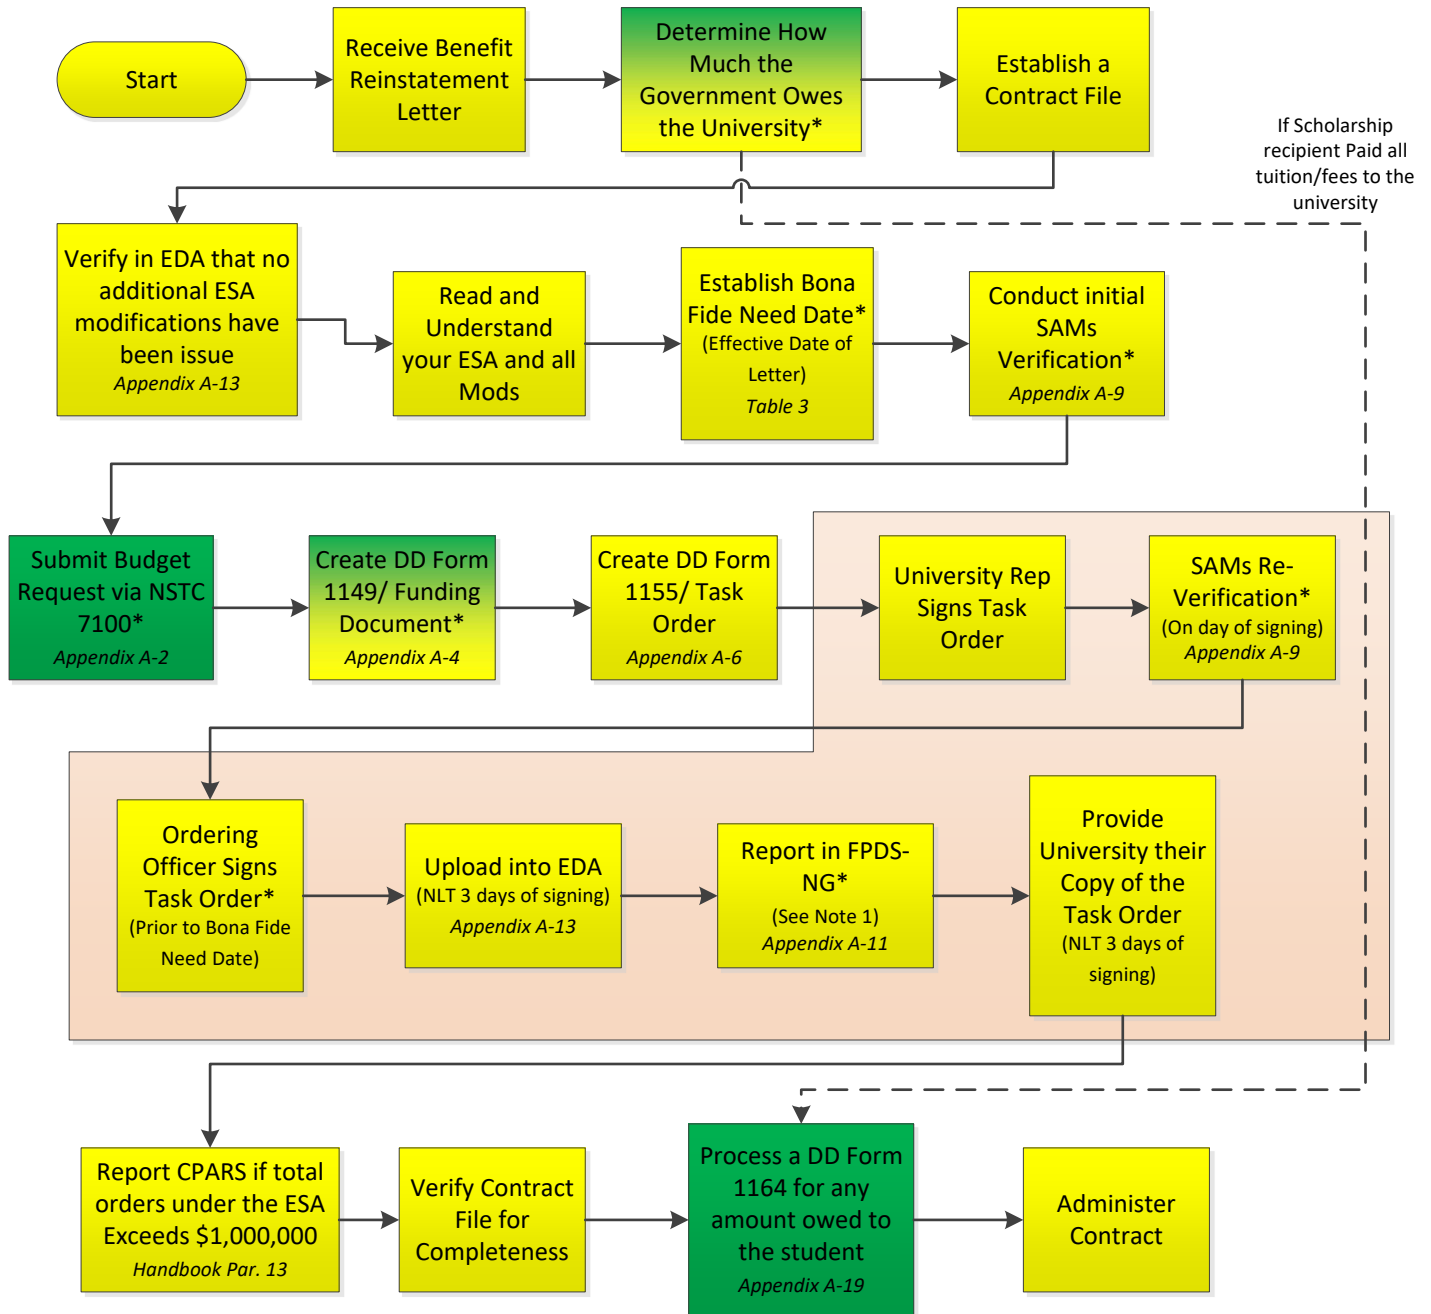 Start
Receive Benefit
Reinstatement
Letter
Determine How
Much the
Government Owes
the University*
Establish a
Contract File
If Scholarship
recipient Paid all
tuition/fees to the
university
Verify in EDA that no
additional ESA
modifications have
been issue
Appendix A-13
Read and
Understand
your ESA and all
Mods
Establish Bona
Fide Need Date*
(Effective Date of
Letter)
Table 3
Conduct initial
SAMs
Verification*
Appendix A-9
Submit Budget
Request via NSTC
7100*
Appendix A-2
Create DD Form
1149/ Funding
Document*
Appendix A-4
Create DD Form
1155/ Task
Order
Appendix A-6
University Rep
Signs Task
Order
SAMs Re-
Verification*
(On day of signing)
Appendix A-9
Ordering
Officer Signs
Task Order*
(Prior to Bona Fide
Need Date)
Upload into EDA
(NLT 3 days of signing)
Appendix A-13
Report in FPDS-
NG*
(See Note 1)
Appendix A-11
Provide
University their
Copy of the
Task Order
(NLT 3 days of
signing)
Report CPARS if total
orders under the ESA
Exceeds $1,000,000
Handbook Par. 13
Verify Contract
File for
Completeness
Process a DD Form
1164 for any
amount owed to
the student
Appendix A-19
Administer
Contract